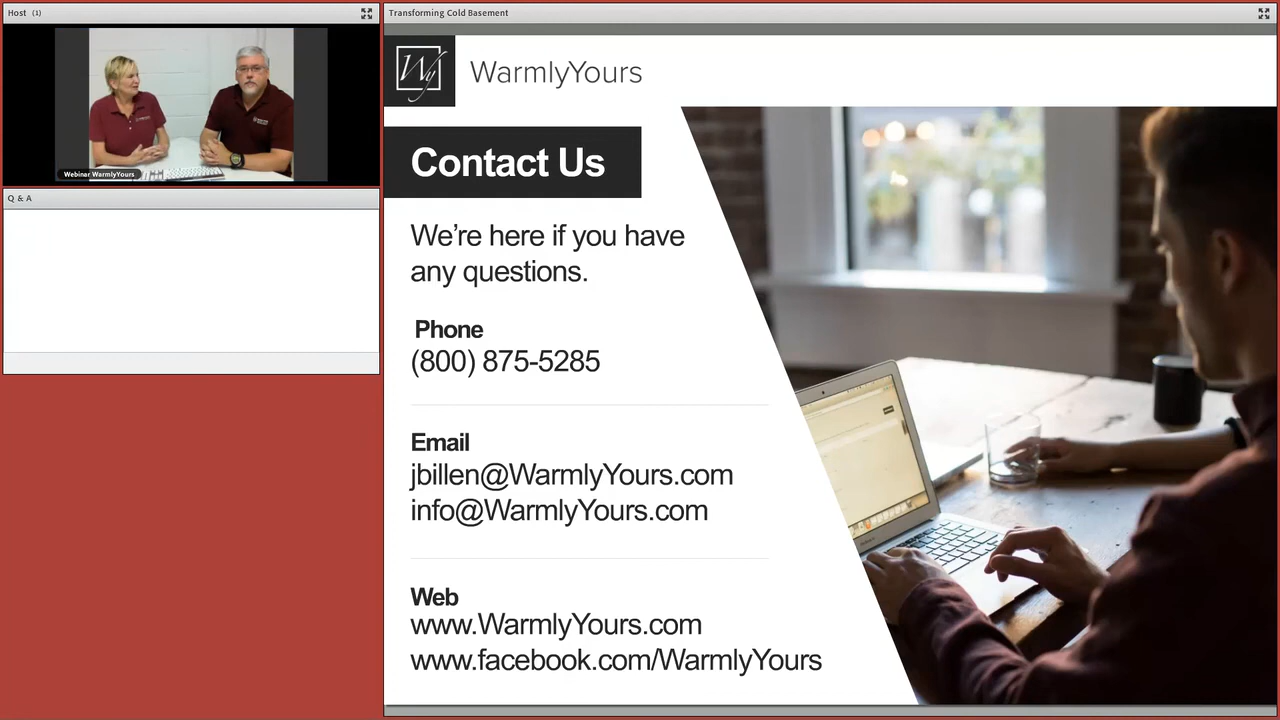 Host (1)
Webinar WarmlyYours
Q & A
Transforming Cold Basement
Wy
WarmlyYours
Contact Us
We're here if you have
any questions.
Phone
(800) 875-5285
Email
jbillen@WarmlyYours.com
info@WarmlyYours.com
Web
www.WarmlyYours.com
www.facebook.com/WarmlyYours